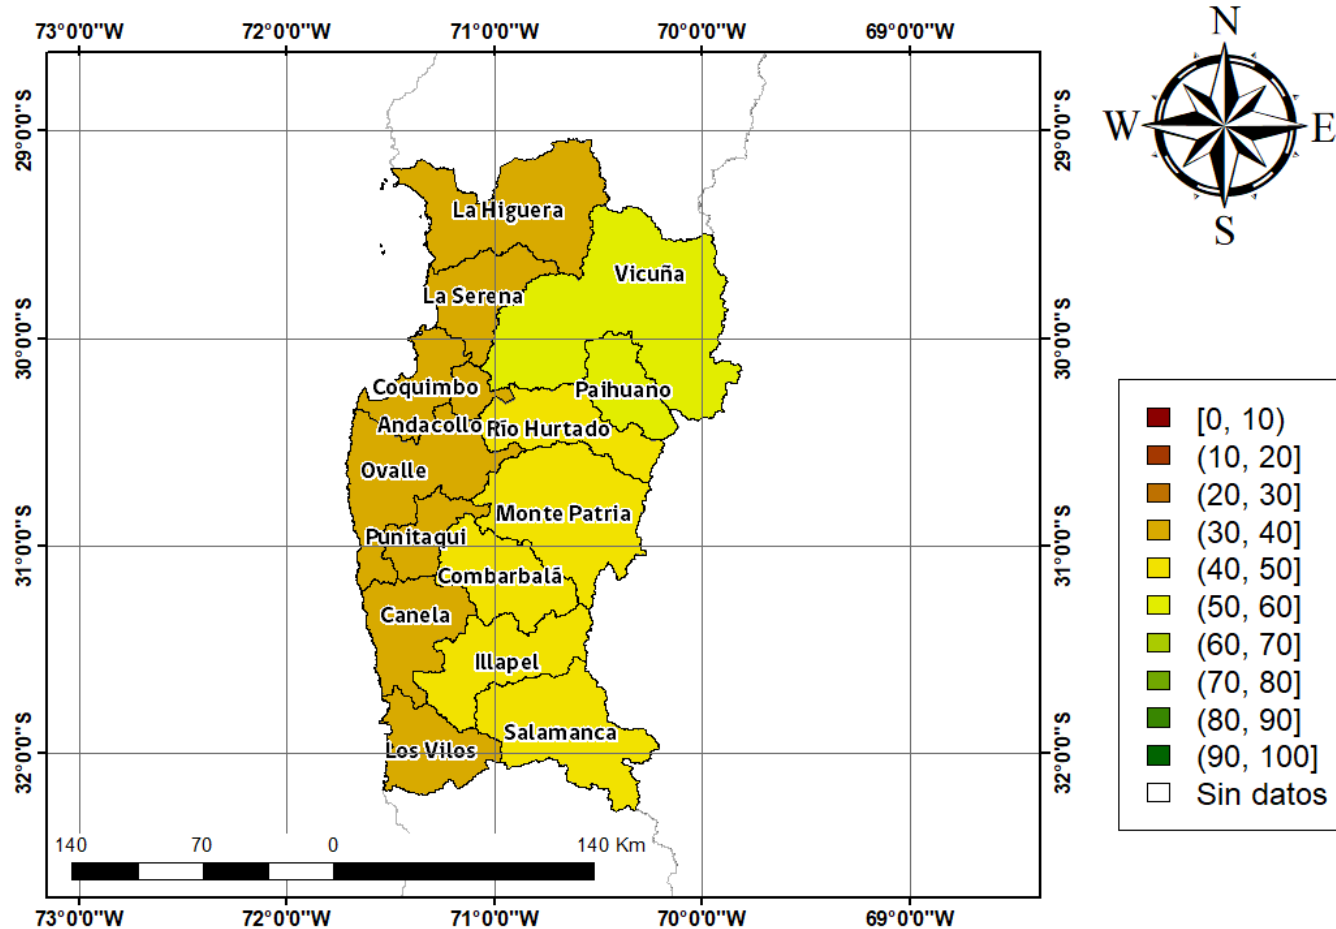 73°0'0"W 72°0'0"W 71°0'0"W 70°0'0"W 69°0'0"W
N
W E
S
29°0'0"S 29°0'0"S
La Higuera
Vicuña
La Serena
30°0'0"S 30°0'0"S
Coquimbo
Paihuano
Andacollo
Río Hurtado
Ovalle
Monte Patria
Punitaqui
31°0'0"S 31°0'0"S
Combarbalá
Canela
Illapel
Salamanca
Los Vilos
32°0'0"S 32°0'0"S
[0, 10)
(10, 20]
(20, 30]
(30, 40]
(40, 50]
(50, 60]
(60, 70]
(70, 80]
(80, 90]
(90, 100]
Sin datos
140 70 0 140 Km
73°0'0"W 72°0'0"W 71°0'0"W 70°0'0"W 69°0'0"W